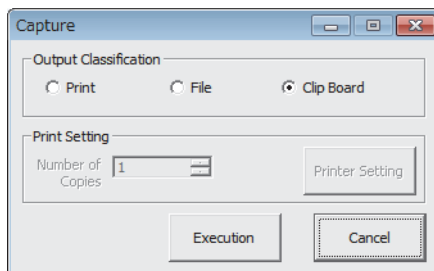 Capture
Output Classification
Print File Clip Board
Print Setting
Number of
Copies
1
Printer Setting
Execution Cancel